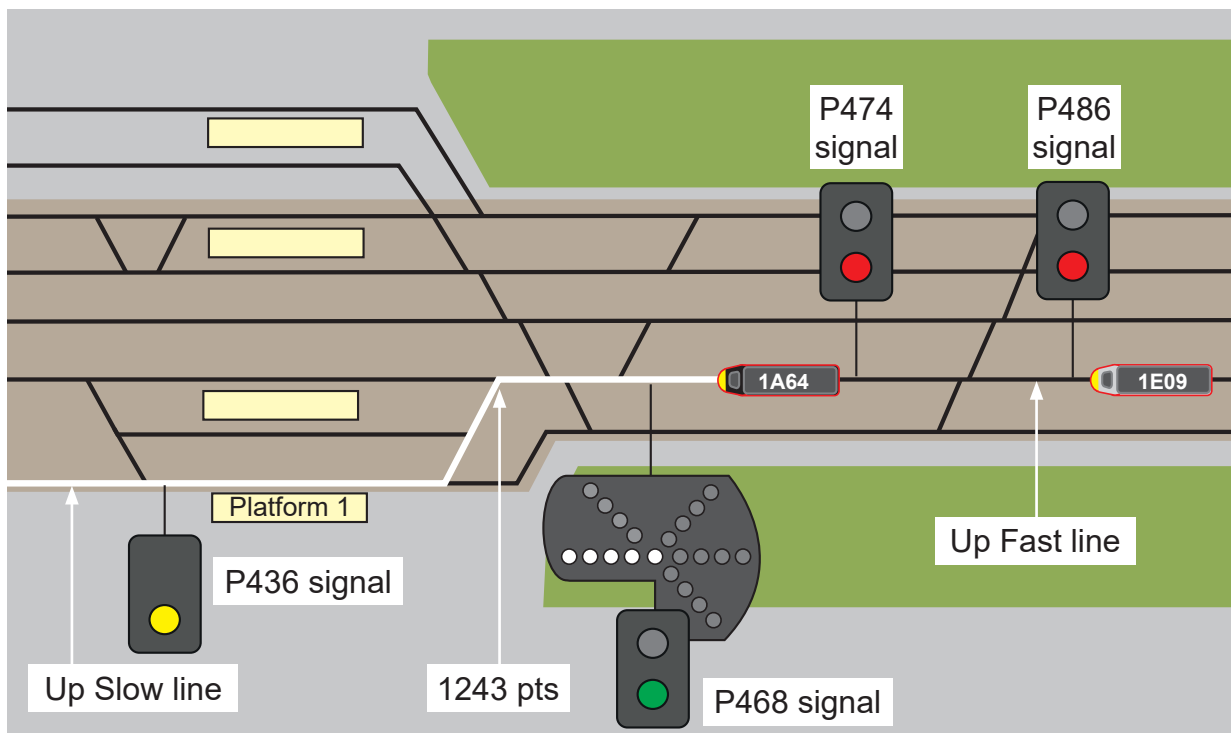 P474
signal
P486
signal
1A64
1E09
Platform 1
Up Fast line
P436 signal
Up Slow line
1243 pts
P468 signal